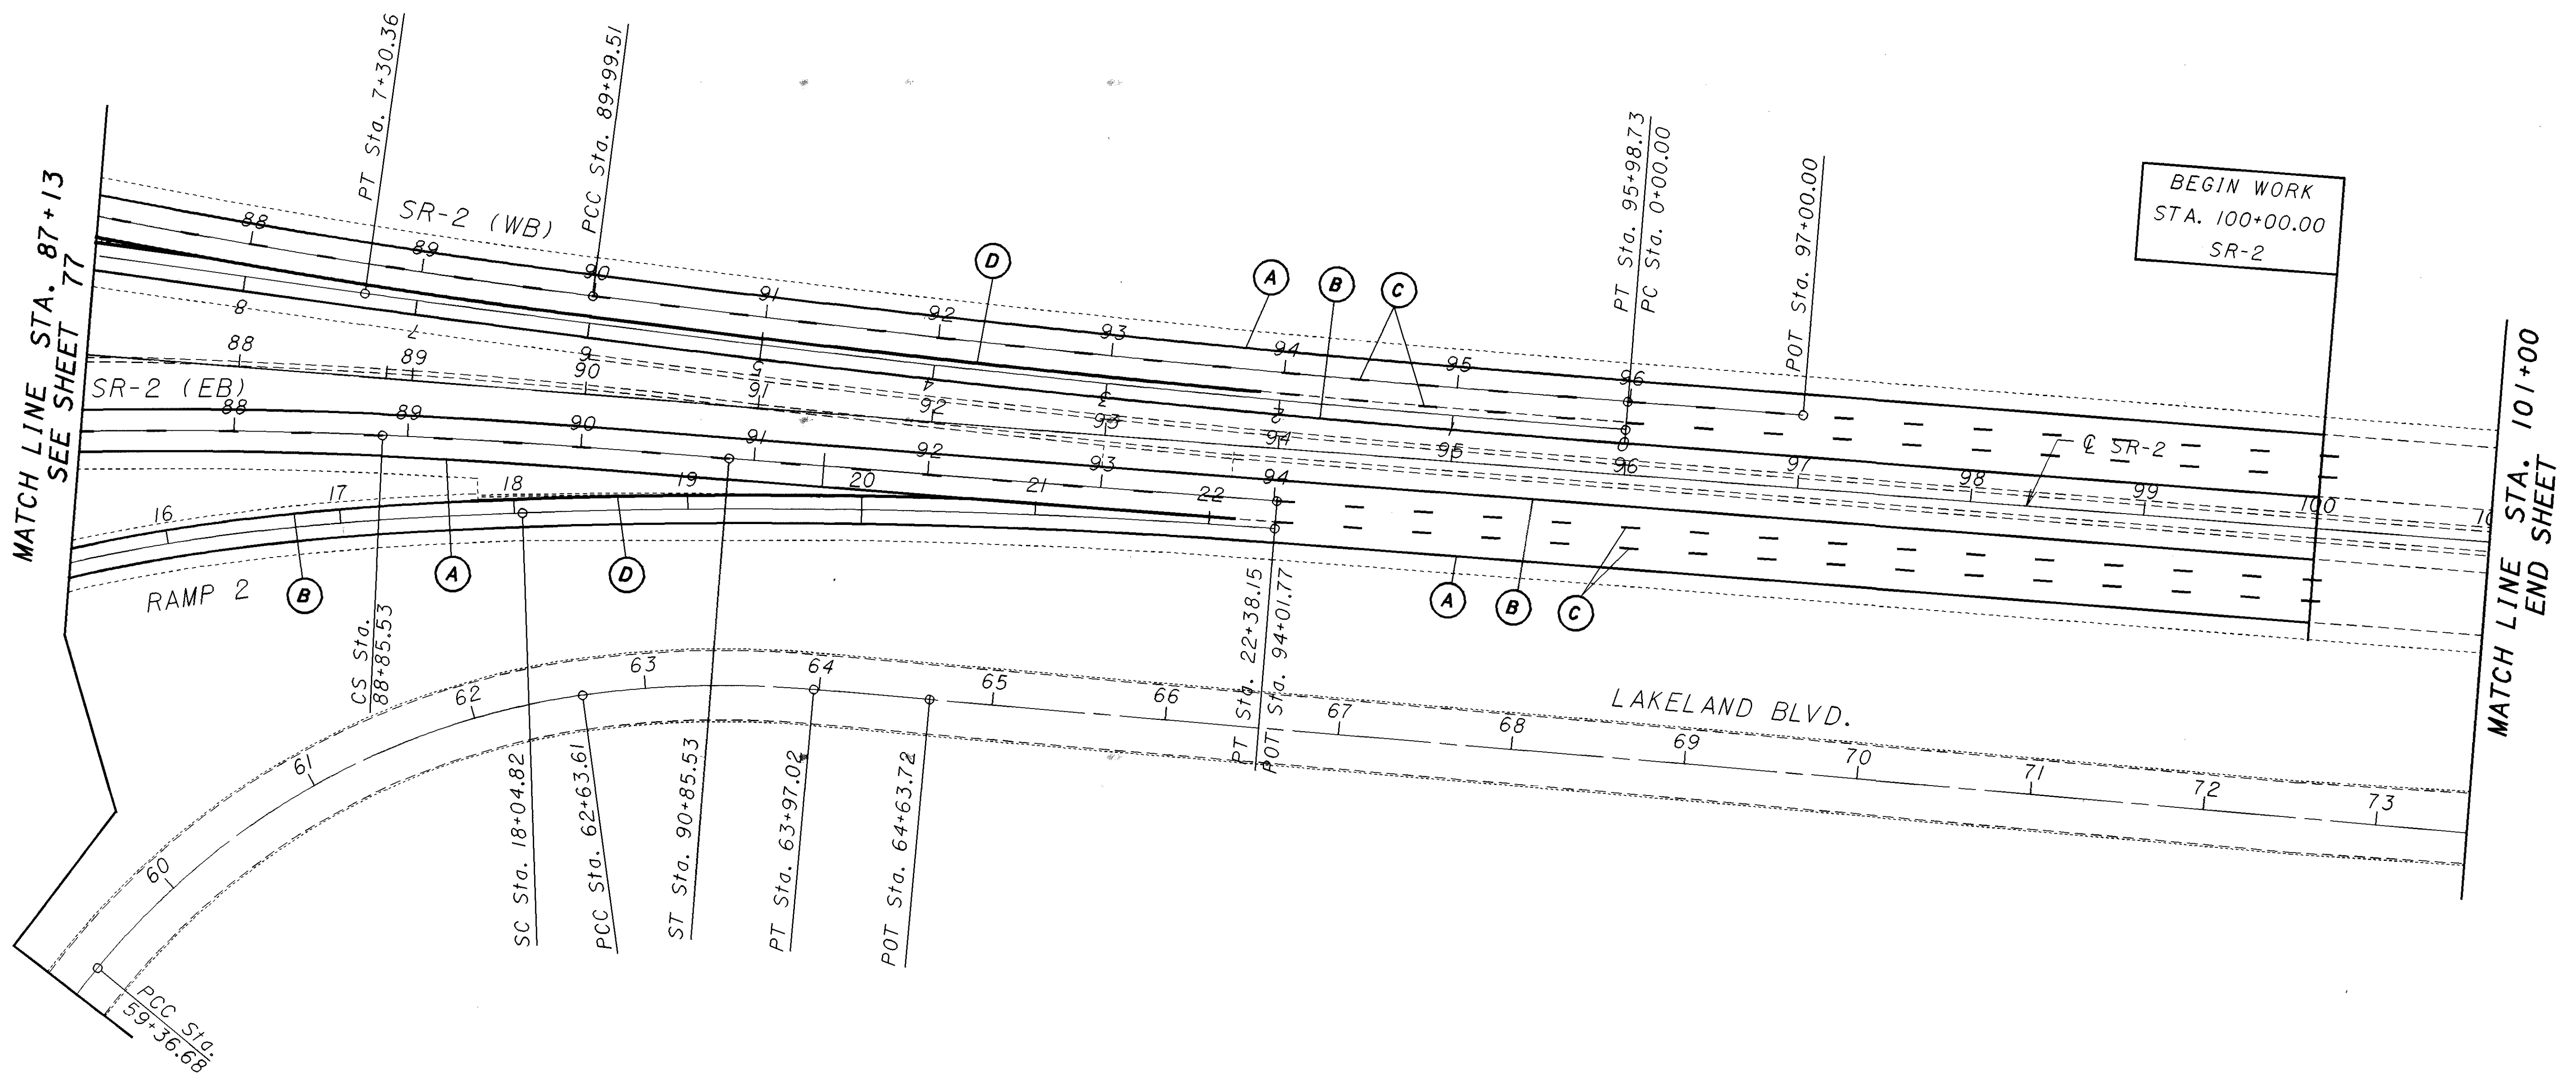 MATCH LINE STA. 87+13
SEE SHEET 77
PT Sta. 7+30.36
PCC Sta. 89+99.51
PT Sta. 95+98.73
PC Sta. 0+00.00
POT Sta. 97+00.00
BEGIN WORK
STA. 100+00.00
SR-2
SR-2 (WB)
88
89
90
91
92
93
94
95
96
D
A
B
C
8
7
6
5
4
3
2
1
0
88
89
90
91
92
93
94
95
96
97
98
99
100
℄ SR-2
SR-2 (EB)
88
89
90
91
92
93
94
16
17
18
19
20
21
22
RAMP 2
B
A
D
A
B
C
CS Sta.
88+85.53
SC Sta. 18+04.82
PCC Sta. 62+63.61
ST Sta. 90+85.53
PT Sta. 63+97.02
POT Sta. 64+63.72
PT Sta. 22+38.15
POT Sta. 94+01.77
LAKELAND BLVD.
60
61
62
63
64
65
66
67
68
69
70
71
72
73
PCC Sta.
59+36.68
MATCH LINE STA. 101+00
END SHEET